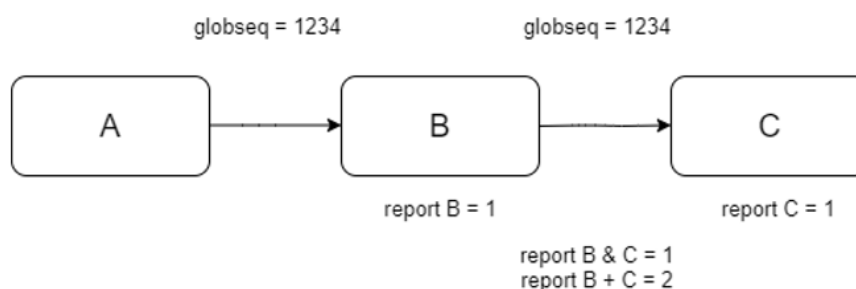 globseq = 1234
globseq = 1234
A
B
C
report B = 1
report C = 1
report B & C = 1
report B + C = 2